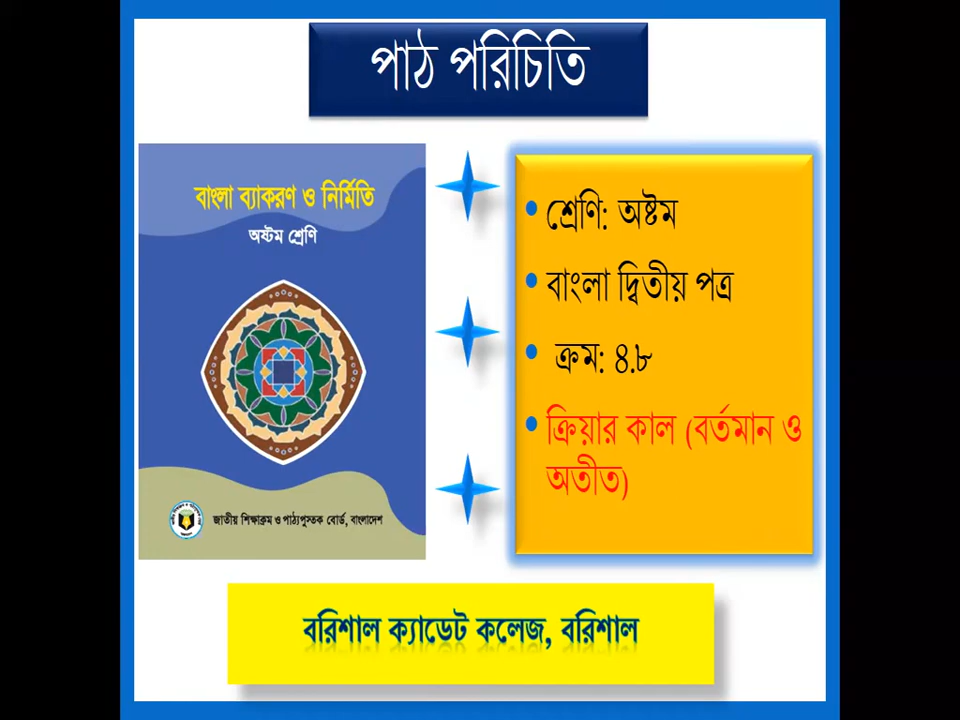 পাঠ পরিচিতি
বাংলা ব্যাকরণ ও নির্মিতি
অষ্টম শ্রেণি
জাতীয় শিক্ষাক্রম ও পাঠ্যপুস্তক বোর্ড, বাংলাদেশ
শ্রেণি: অষ্টম
বাংলা দ্বিতীয় পত্র
ক্রম: ৪.৮
ক্রিয়ার কাল (বর্তমান ও
অতীত)
বরিশাল ক্যাডেট কলেজ, বরিশাল